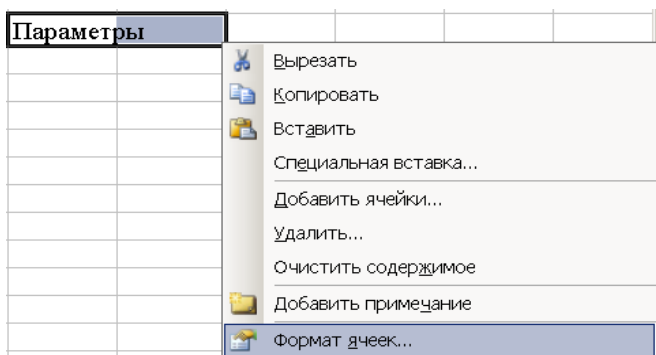 Параметры
Вырезать
Копировать
Вставить
Специальная вставка...
Добавить ячейки...
Удалить...
Очистить содержимое
Добавить примечание
Формат ячеек...